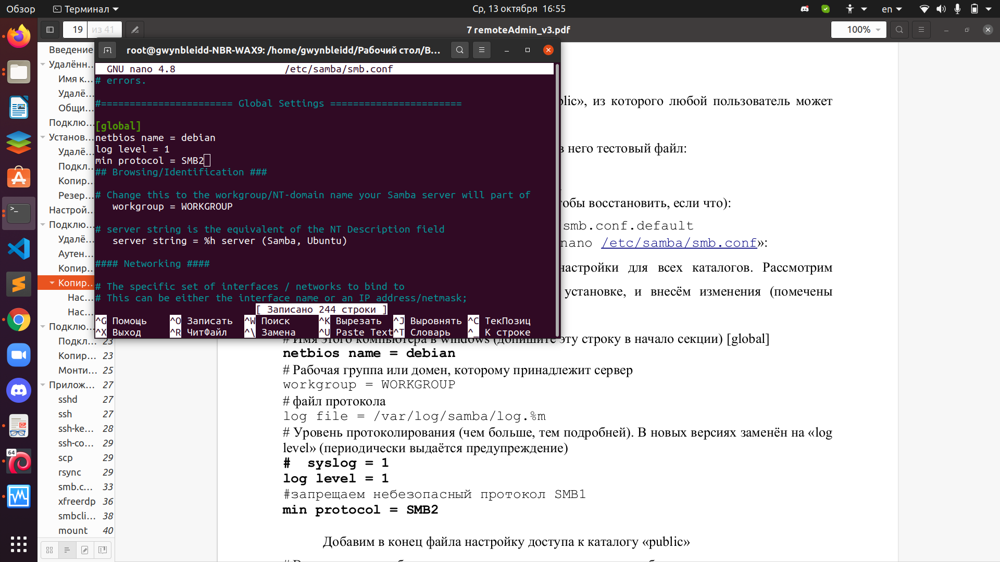 Обзор
Терминал
Ср, 13 октября 16:55
en
19 из 41
7 remoteAdmin_v3.pdf
100%
Введение
Удалённ...
Имя к...
Удалё...
Общи...
Подклю...
Установ...
Удалё...
Подкл...
Копир...
Резер...
Настрой...
Подклю...
Удалё...
Аутен...
Копир...
Копир...
Нас...
Нас...
Подклю...
Подкл... 23
Копир... 23
Монти... 25
Прилож... 27
sshd 27
ssh 27
ssh-ke... 28
ssh-co... 29
scp 29
rsync 29
smb.c... 33
xfreerdp 36
smbcli... 38
mount 40
64
root@gwynbleidd-NBR-WAX9: /home/gwynbleidd/Рабочий стол/В...
GNU nano 4.8 /etc/samba/smb.conf
# errors.
#======================= Global Settings =======================
[global]
netbios name = debian
log level = 1
min protocol = SMB2
## Browsing/Identification ###
# Change this to the workgroup/NT-domain name your Samba server will part of
workgroup = WORKGROUP
# server string is the equivalent of the NT Description field
server string = %h server (Samba, Ubuntu)
#### Networking ####
# The specific set of interfaces / networks to bind to
# This can be either the interface name or an IP address/netmask;
[ Записано 244 строки ]
^G Помощь ^O Записать ^W Поиск ^K Вырезать ^J Выровнять ^C ТекПозиц
^X Выход ^R ЧитФайл ^\ Замена ^U Paste Text ^T Словарь ^_ К строке
blic», из которого любой пользователь может
в него тестовый файл:
тобы восстановить, если что):
smb.conf.default
nano /etc/samba/smb.conf»:
настройки для всех каталогов. Рассмотрим
установке, и внесём изменения (помечены
# Имя этого компьютера в windows (допишите эту строку в начало секции) [global]
netbios name = debian
# Рабочая группа или домен, которому принадлежит сервер
workgroup = WORKGROUP
# файл протокола
log file = /var/log/samba/log.%m
# Уровень протоколирования (чем больше, тем подробней). В новых версиях заменён на «log
level» (периодически выдаётся предупреждение)
# syslog = 1
log level = 1
#запрещаем небезопасный протокол SMB1
min protocol = SMB2
Добавим в конец файла настройку доступа к каталогу «public»